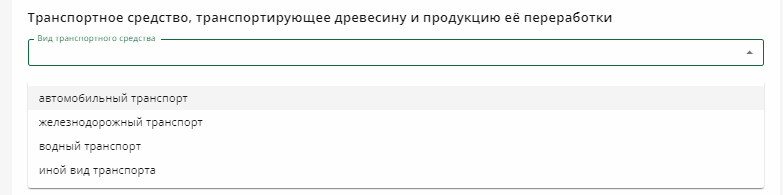 Транспортное средство, транспортирующее древесину и продукцию её переработки
Вид транспортного средства
автомобильный транспорт
железнодорожный транспорт
водный транспорт
иной вид транспорта